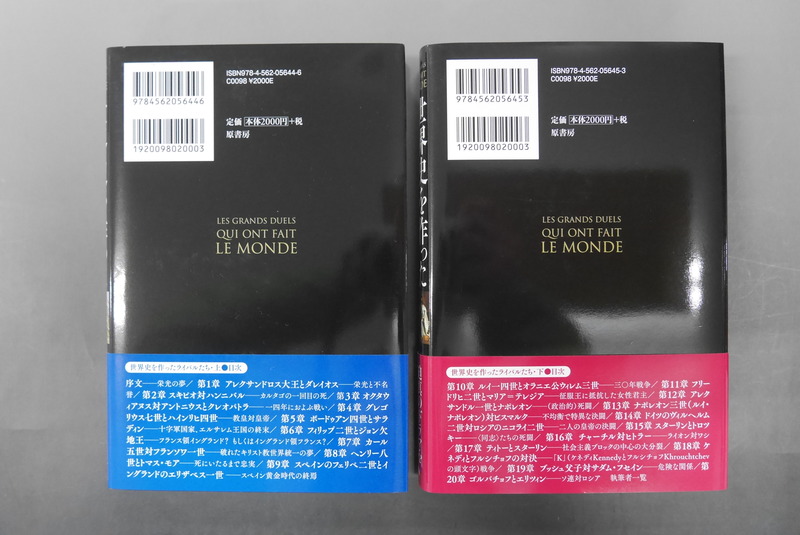 ISBN978-4-562-05644-6
C0098 ¥2000E
9784562056446
定価 本体2000円+税
原書房
1920098020003
LES GRANDS DUELS
QUI ONT FAIT
LE MONDE
世界史を作ったライバルたち・上●目次
序文——栄光の夢／ 第1章 アレクサンドロス大王とダレイオス——栄光と不名
誉／ 第2章 スキピオ対ハンニバル——カルタゴの一回目の死／ 第3章 オクタウ
ィアヌス対アントニウスとクレオパトラ——四年におよぶ戦い／ 第4章 グレゴ
リウス七世とハインリヒ四世——教皇対皇帝／ 第5章 ボードゥアン四世とサラ
ディン——十字軍国家、エルサレム王国の終末／ 第6章 フィリップ二世とジョン欠
地王——フランス領イングランド？ もしくはイングランド領フランス？／ 第7章 カール
五世対フランソワ一世——破れたキリスト教世界統一の夢／ 第8章 ヘンリー八
世とトマス・モア——死にいたるまで忠実／ 第9章 スペインのフェリペ二世とイ
ングランドのエリザベス一世——スペイン黄金時代の終焉
世界史を作った
ISBN978-4-562-05645-3
C0098 ¥2000E
9784562056453
定価 本体2000円+税
原書房
1920098020003
LES GRANDS DUELS
QUI ONT FAIT
LE MONDE
世界史を作ったライバルたち・下●目次
第10章 ルイ一四世とオラニエ公ウィレム三世——三〇年戦争／ 第11章 フリー
ドリヒ二世とマリア＝テレジア——征服王に抵抗した女性君主／ 第12章 アレク
サンドル一世とナポレオン——（政治的）死闘／ 第13章 ナポレオン三世（ルイ・
ナポレオン）対ビスマルク——不均衡で特異な決闘／ 第14章 ドイツのヴィルヘルム
二世対ロシアのニコライ二世——二人の皇帝の決闘／ 第15章 スターリンとトロツ
キー——〈同志〉たちの死闘／ 第16章 チャーチル対ヒトラー——ライオン対ワシ
／第17章 ティトーとスターリン——社会主義ブロックの中心の大分裂／ 第18章 ケ
ネディとフルシチョフの対決——「K」（ケネディKennedyとフルシチョフKhrouchtchev
の頭文字）戦争／ 第19章 ブッシュ父子対サダム・フセイン——危険な関係／ 第
20章 ゴルバチョフとエリツィン——ソ連対ロシア 執筆者一覧